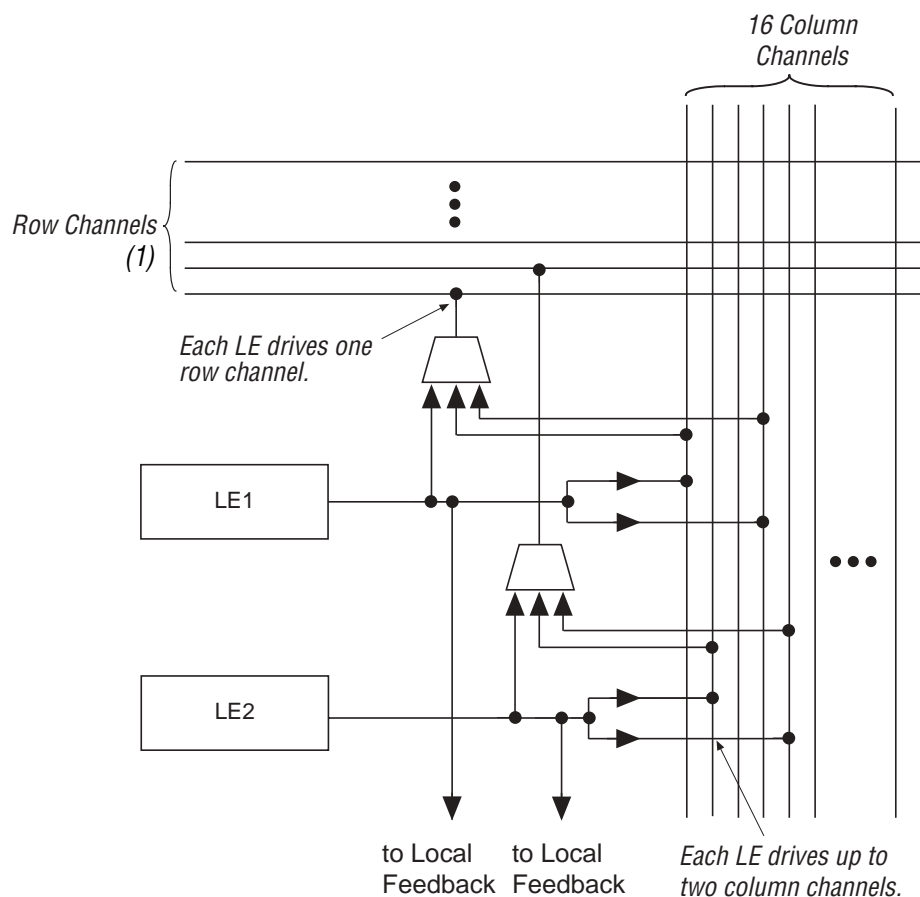 16 Column
Channels
Row Channels
(1)
Each LE drives one
row channel.
LE1
LE2
to Local
Feedback
to Local
Feedback
Each LE drives up to
two column channels.